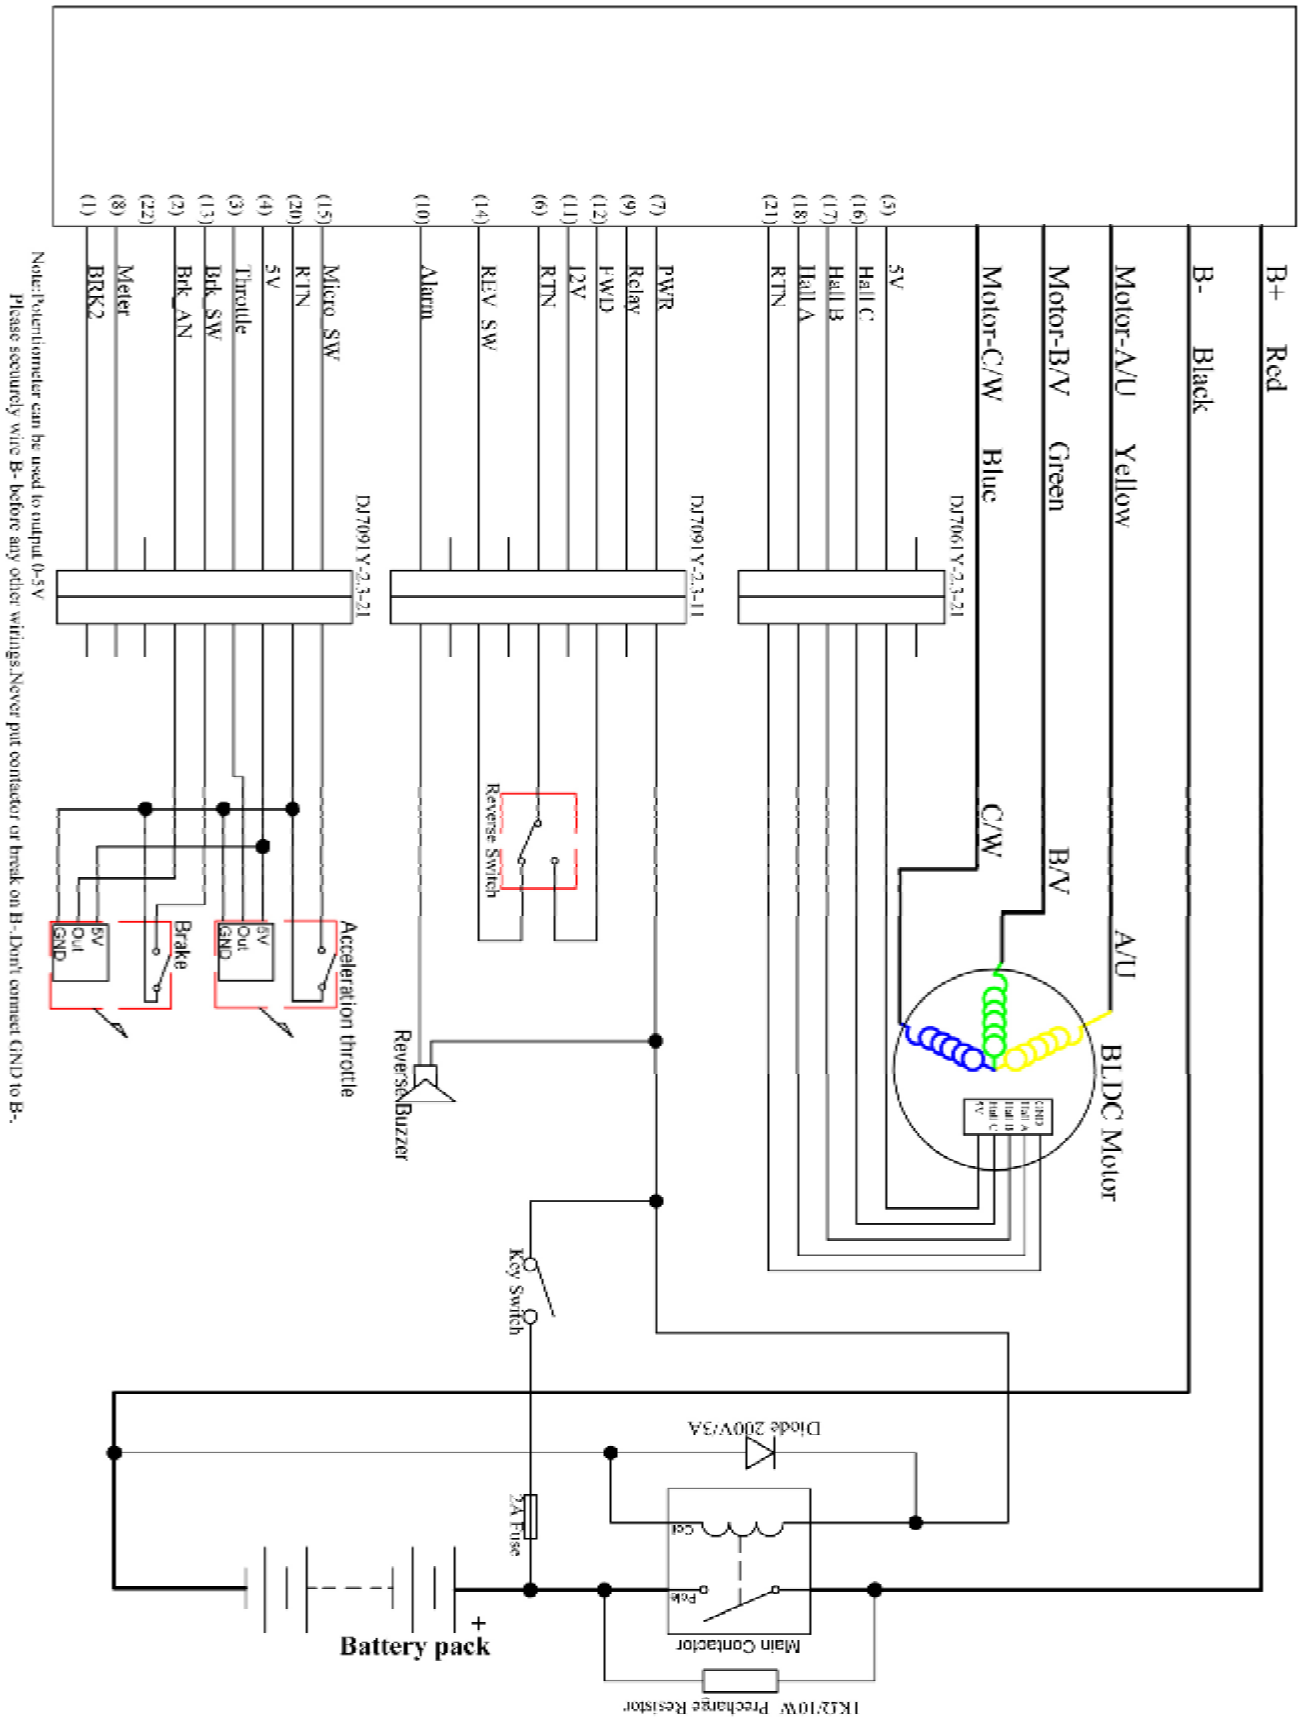 B+ Red
B- Black
Motor-A/U Yellow
Motor-B/V Green
Motor-C/W Blue
(5) 5V
(16) Hall C
(17) Hall B
(18) Hall A
(21) RTN
(7) PWR
(9) Relay
(12) FWD
(11) 12V
(6) RTN
(14) REV_SW
(10) Alarm
(15) Micro_SW
(20) RTN
(4) 5V
(3) Throttle
(13) Brk_SW
(2) Brk_AN
(22)
(8) Meter
(1) BRK2
DJ7061Y-2.3-21
DJ7091Y-2.3-11
DJ7091Y-2.3-21
A/U
B/V
C/W
BLDC Motor
GND
Hall A
Hall B
Hall C
5V
Reverse Switch
Reverse Buzzer
Acceleration throttle
5V
Out
GND
Brake
5V
Out
GND
Key Switch
2A Fuse
Diode 200V/3A
Coil
Pole
Main Contactor
1KΩ/10W Precharge Resistor
+
Battery pack
Note:Potentiometer can be used to output 0-5V
Please secuurely wire B- before any other wirings.Never put contactor or break on B-.Don't connect GND to B-.